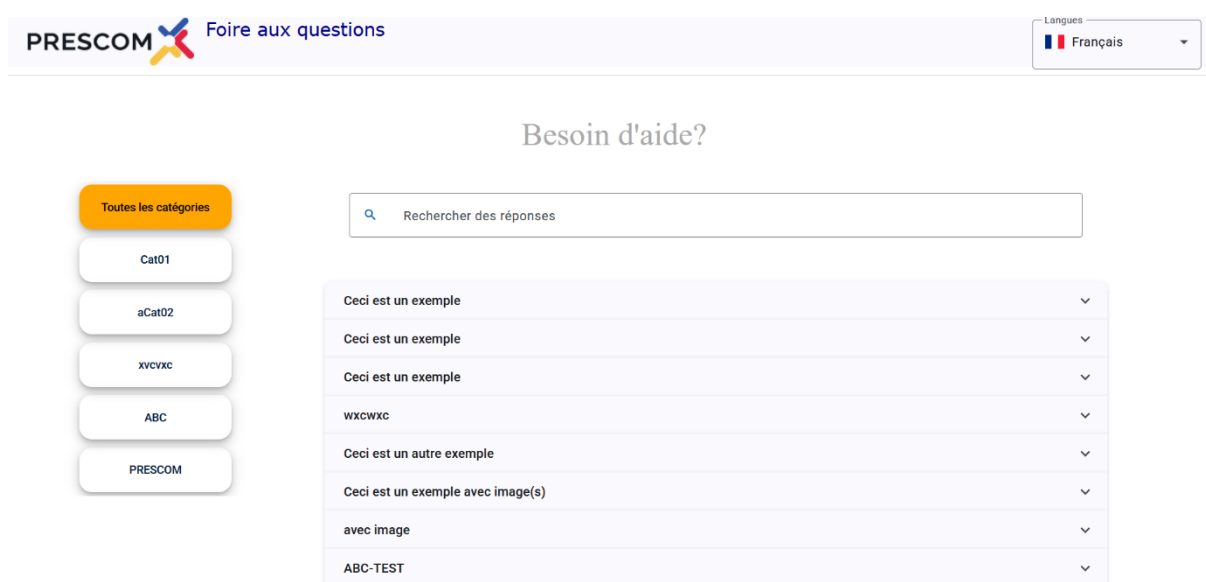 PRESCOM
Foire aux questions
Langues
Français
Besoin d'aide?
Toutes les catégories
Cat01
aCat02
xvcvxc
ABC
PRESCOM
Rechercher des réponses
Ceci est un exemple
Ceci est un exemple
Ceci est un exemple
wxcwxc
Ceci est un autre exemple
Ceci est un exemple avec image(s)
avec image
ABC-TEST